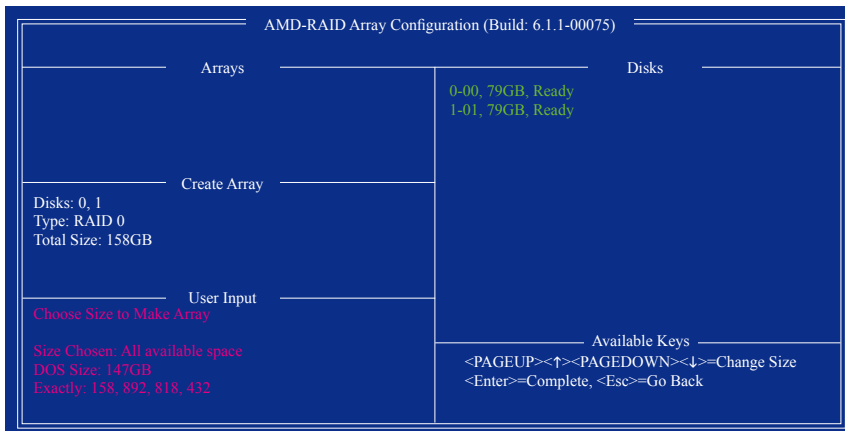 AMD-RAID Array Configuration (Build: 6.1.1-00075)
Arrays
Create Array
Disks: 0, 1
Type: RAID 0
Total Size: 158GB
User Input
Choose Size to Make Array
Size Chosen: All available space
DOS Size: 147GB
Exactly: 158, 892, 818, 432
Disks
0-00, 79GB, Ready
1-01, 79GB, Ready
Available Keys
<PAGEUP><↑><PAGEDOWN><↓>=Change Size
<Enter>=Complete, <Esc>=Go Back